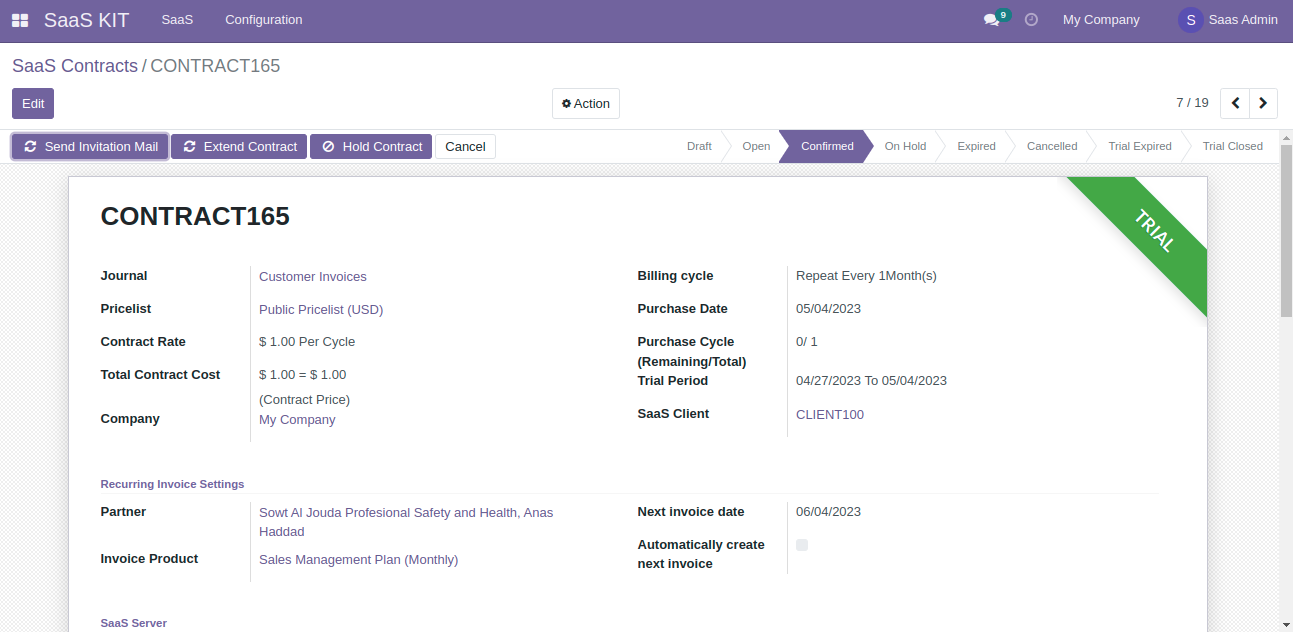 SaaS KIT SaaS Configuration 9 My Company S Saas Admin
SaaS Contracts / CONTRACT165
Edit Action 7 / 19
Send Invitation Mail Extend Contract Hold Contract Cancel Draft Open Confirmed On Hold Expired Cancelled Trial Expired Trial Closed
TRIAL
CONTRACT165
Journal Customer Invoices
Pricelist Public Pricelist (USD)
Contract Rate $ 1.00 Per Cycle
Total Contract Cost $ 1.00 = $ 1.00
(Contract Price)
Company My Company
Billing cycle Repeat Every 1Month(s)
Purchase Date 05/04/2023
Purchase Cycle 0/ 1
(Remaining/Total)
Trial Period 04/27/2023 To 05/04/2023
SaaS Client CLIENT100
Recurring Invoice Settings
Partner Sowt Al Jouda Profesional Safety and Health, Anas
Haddad
Invoice Product Sales Management Plan (Monthly)
Next invoice date 06/04/2023
Automatically create
next invoice
SaaS Server